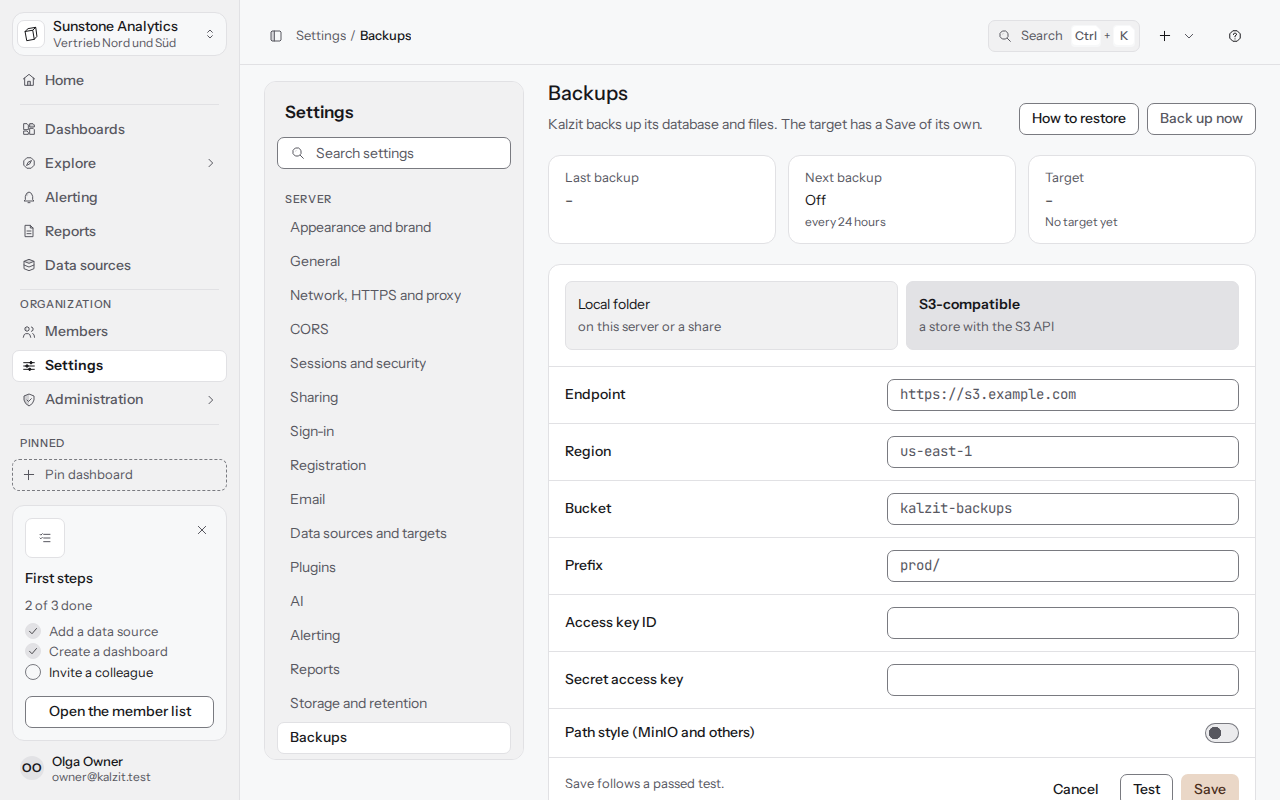 Sunstone Analytics
Vertrieb Nord und Süd
Home
Dashboards
Explore
Alerting
Reports
Data sources
ORGANIZATION
Members
Settings
Administration
PINNED
Pin dashboard
First steps
2 of 3 done
Add a data source
Create a dashboard
Invite a colleague
Open the member list
OO
Olga Owner
owner@kalzit.test
Settings / Backups
Search Ctrl + K
Settings
Search settings
SERVER
Appearance and brand
General
Network, HTTPS and proxy
CORS
Sessions and security
Sharing
Sign-in
Registration
Email
Data sources and targets
Plugins
AI
Alerting
Reports
Storage and retention
Backups
Backups
Kalzit backs up its database and files. The target has a Save of its own.
How to restore
Back up now
Last backup
–
Next backup
Off
every 24 hours
Target
–
No target yet
Local folder
on this server or a share
S3-compatible
a store with the S3 API
Endpoint
https://s3.example.com
Region
us-east-1
Bucket
kalzit-backups
Prefix
prod/
Access key ID
Secret access key
Path style (MinIO and others)
Save follows a passed test.
Cancel
Test
Save